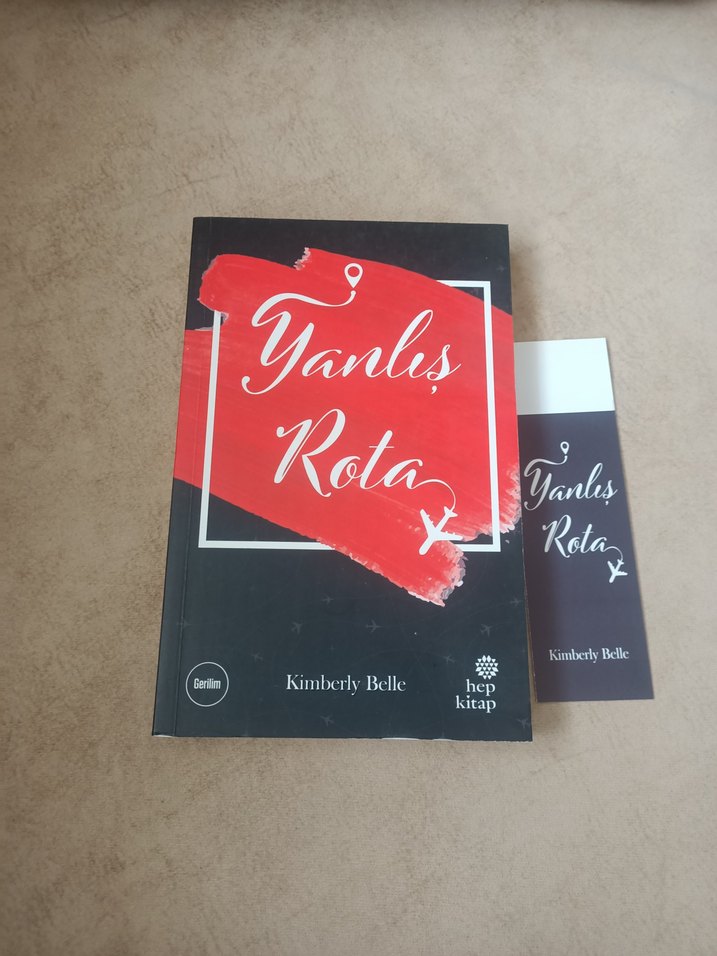 Yanlış
Rota
Gerilim
Kimberly Belle
hep
kitap
Yanlış
Rota
Kimberly Belle